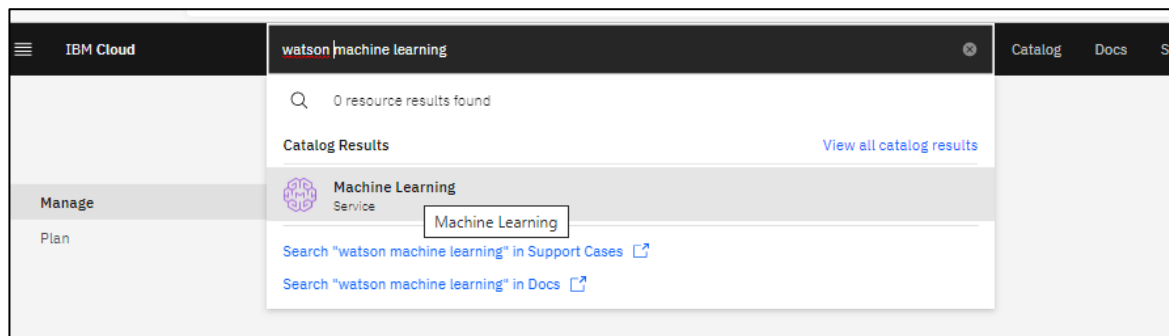 IBM Cloud
watson machine learning
Catalog
Docs
S
0 resource results found
Catalog Results
View all catalog results
Machine Learning
Service
Machine Learning
Manage
Plan
Search "watson machine learning" in Support Cases
Search "watson machine learning" in Docs